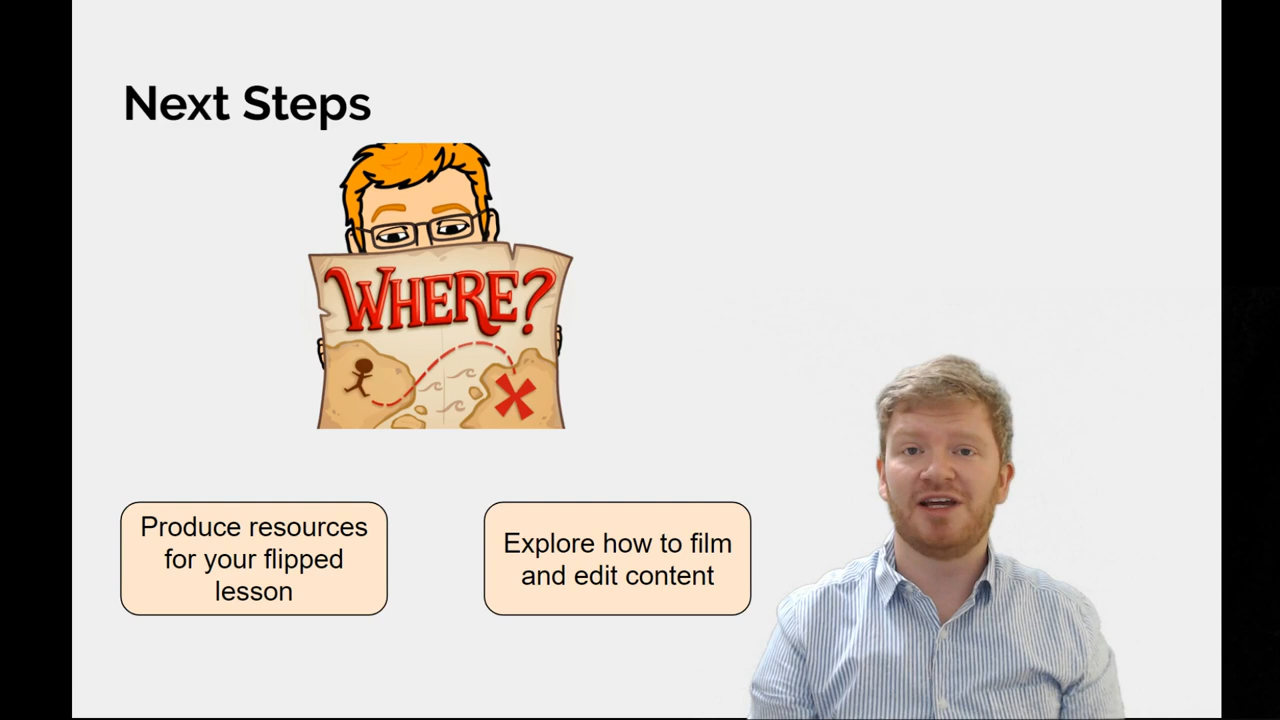 Next Steps
WHERE?
Produce resources
for your flipped
lesson
Explore how to film
and edit content